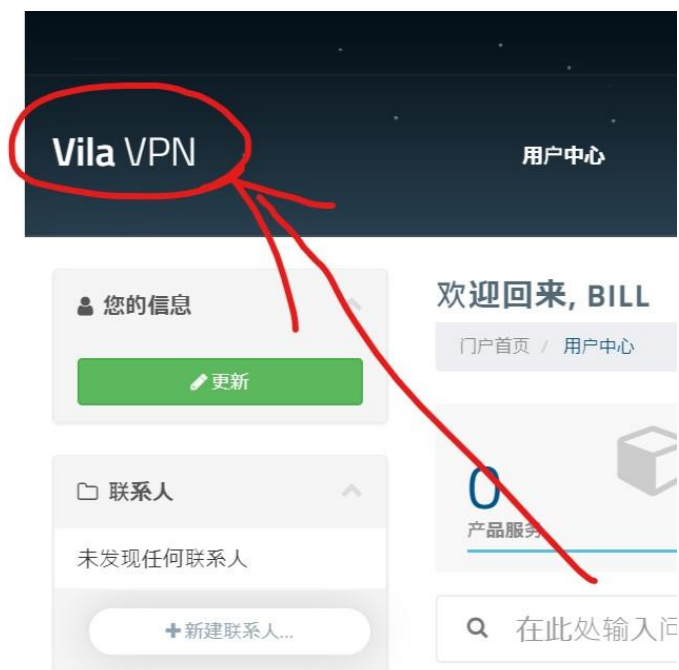 Vila VPN
用户中心
您的信息
更新
联系人
未发现任何联系人
新建联系人...
欢迎回来, BILL
门户首页 / 用户中心
0
产品服务
在此处输入问